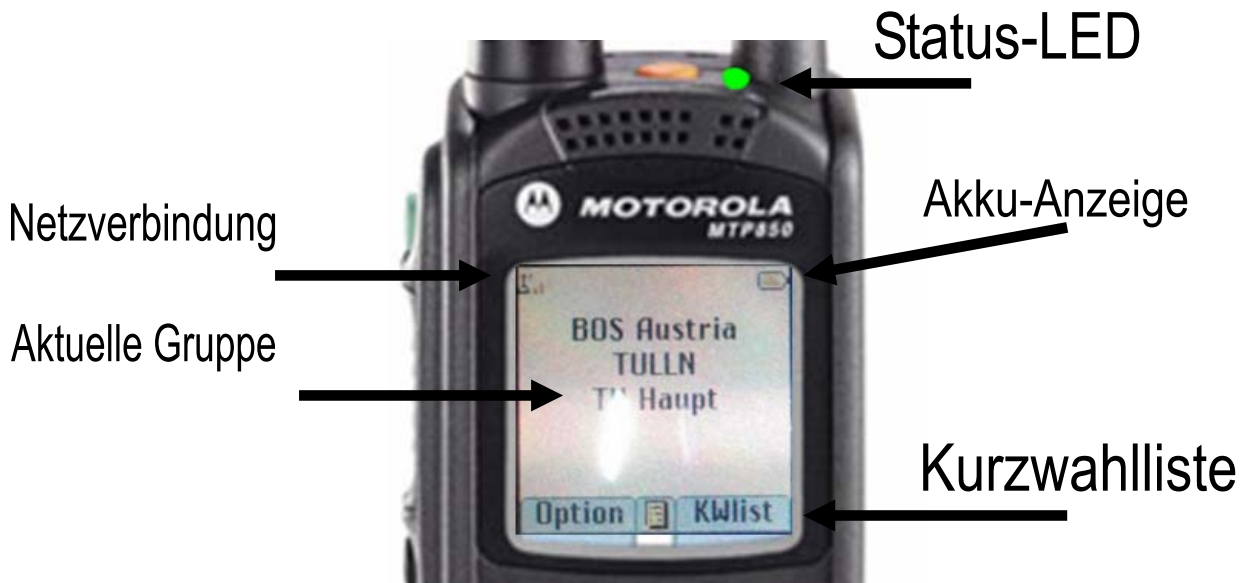 Status-LED
Akku-Anzeige
Netzverbindung
MOTOROLA
MTP850
Aktuelle Gruppe
BOS Austria
TULLN
Haupt
Kurzwahlliste
Option KWlist